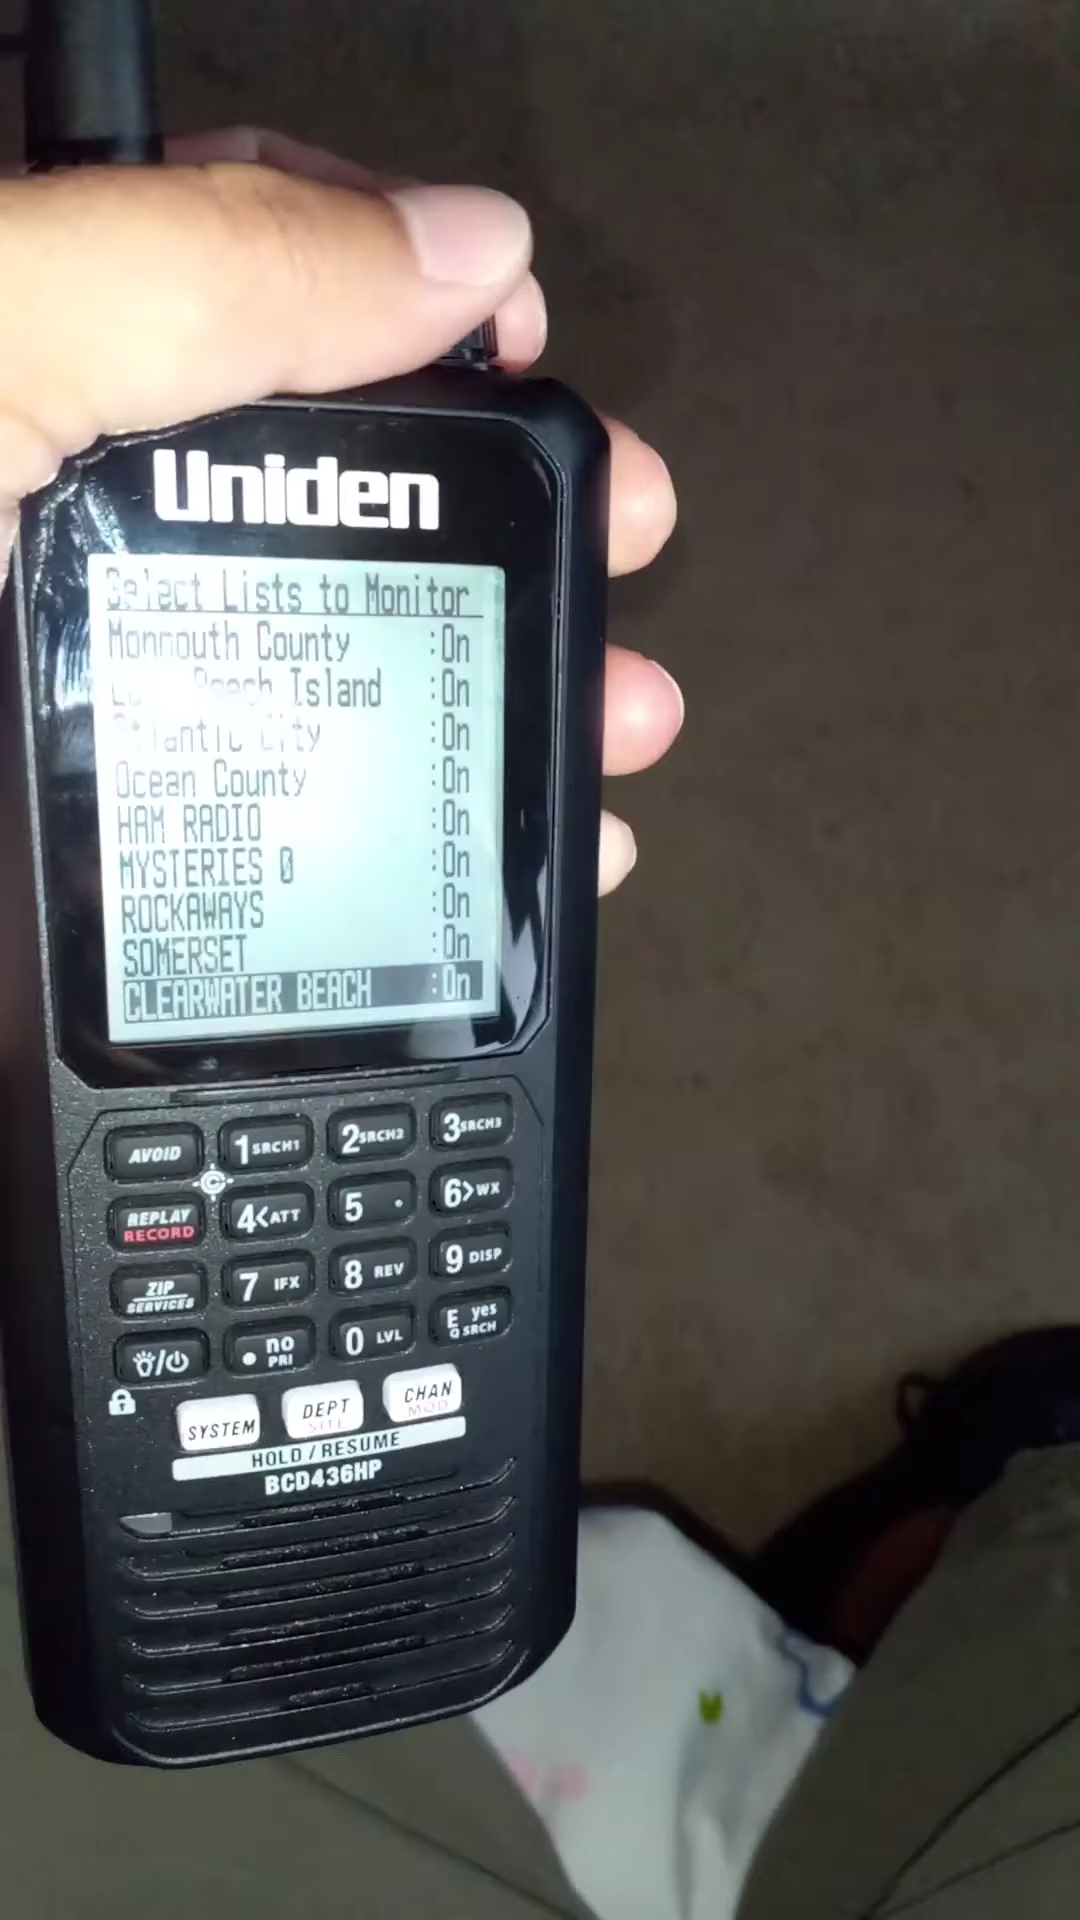 Uniden
Select Lists to Monitor
Monmouth County :On
Long Beach Island :On
Atlantic City :On
Ocean County :On
HAM RADIO :On
MYSTERIES 0 :On
ROCKAWAYS :On
SOMERSET :On
CLEARWATER BEACH :On
AVOID 1 SRCH1 2 SRCH2 3 SRCH3
REPLAY RECORD 4 < ATT 5 . 6 > WX
ZIP SERVICES 7 IFX 8 REV 9 DISP
/ • no PRI 0 LVL E yes Q SRCH
SYSTEM DEPT SITE CHAN MOD
HOLD / RESUME
BCD436HP